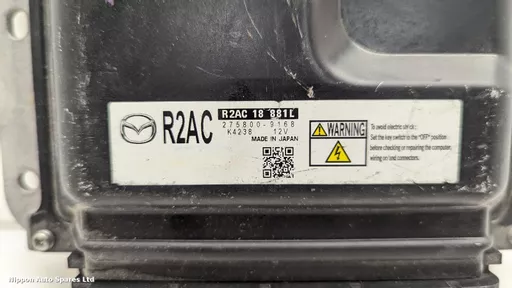 R2AC
R2AC 18 881L
275800-9168
K4238 12V
MADE IN JAPAN
WARNING
To avoid electric shock :
Set the key switch to the "OFF" position
before checking or repairing the computer,
wiring and connectors.
Nippon Auto Spares Ltd